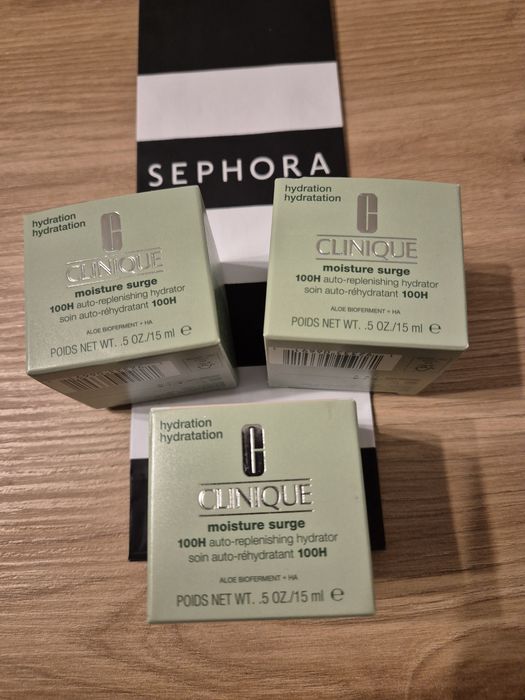 SEPHORA
hydration
hydratation
CLINIQUE
moisture surge
100H auto-replenishing hydrator
soin auto-réhydratant 100H
ALOE BIOFERMENT + HA
POIDS NET WT. .5 OZ./15 ml ℮
hydration
hydratation
CLINIQUE
moisture surge
100H auto-replenishing hydrator
soin auto-réhydratant 100H
ALOE BIOFERMENT + HA
POIDS NET WT. .5 OZ./15 ml ℮
hydration
hydratation
CLINIQUE
moisture surge
100H auto-replenishing hydrator
soin auto-réhydratant 100H
ALOE BIOFERMENT + HA
POIDS NET WT. .5 OZ./15 ml ℮